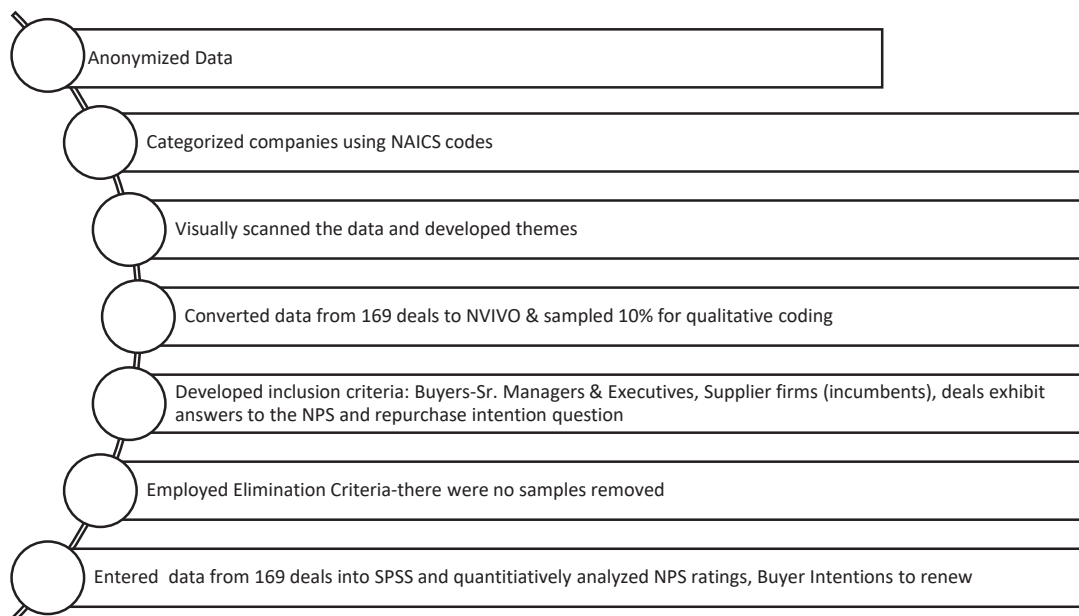 Anonymized Data
Categorized companies using NAICS codes
Visually scanned the data and developed themes
Converted data from 169 deals to NVIVO & sampled 10% for qualitative coding
Developed inclusion criteria: Buyers-Sr. Managers & Executives, Supplier firms (incumbents), deals exhibit
answers to the NPS and repurchase intention question
Employed Elimination Criteria-there were no samples removed
Entered data from 169 deals into SPSS and quantitiatively analyzed NPS ratings, Buyer Intentions to renew